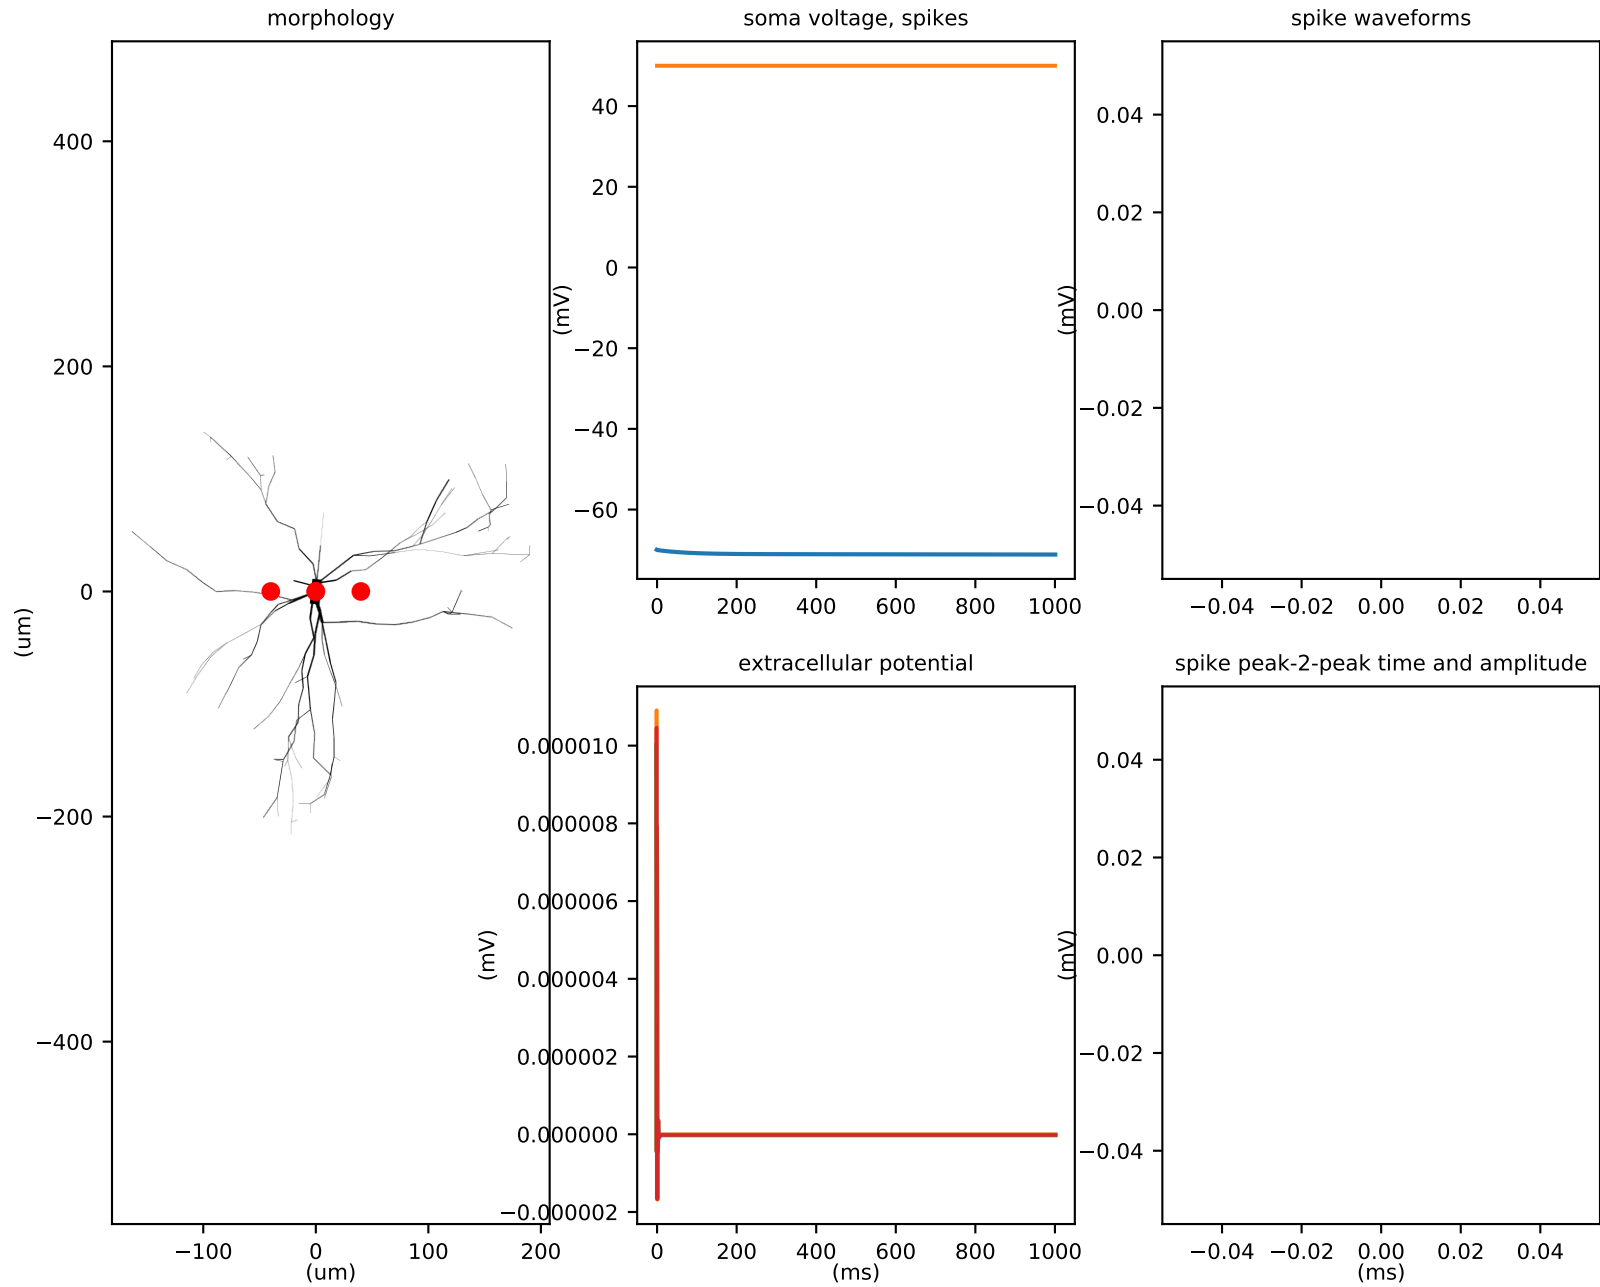 morphology
400
200
0
−200
−400
(um)
−100 0 100 200
(um)
soma voltage, spikes
40
20
0
−20
−40
−60
(mV)
0 200 400 600 800 1000
spike waveforms
0.04
0.02
0.00
−0.02
−0.04
(mV)
−0.04 −0.02 0.00 0.02 0.04
extracellular potential
0.000010
0.000008
0.000006
0.000004
0.000002
0.000000
−0.000002
(mV)
0 200 400 600 800 1000
(ms)
spike peak-2-peak time and amplitude
0.04
0.02
0.00
−0.02
−0.04
(mV)
−0.04 −0.02 0.00 0.02 0.04
(ms)